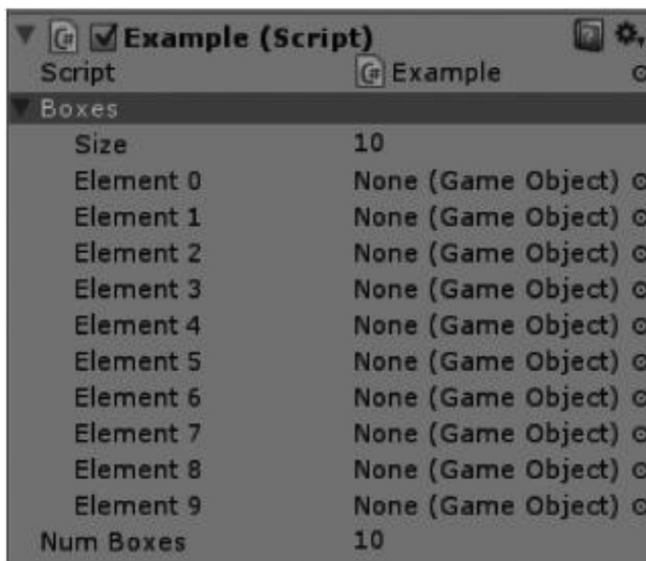 Example (Script)
Script Example
Boxes
Size 10
Element 0 None (Game Object)
Element 1 None (Game Object)
Element 2 None (Game Object)
Element 3 None (Game Object)
Element 4 None (Game Object)
Element 5 None (Game Object)
Element 6 None (Game Object)
Element 7 None (Game Object)
Element 8 None (Game Object)
Element 9 None (Game Object)
Num Boxes 10